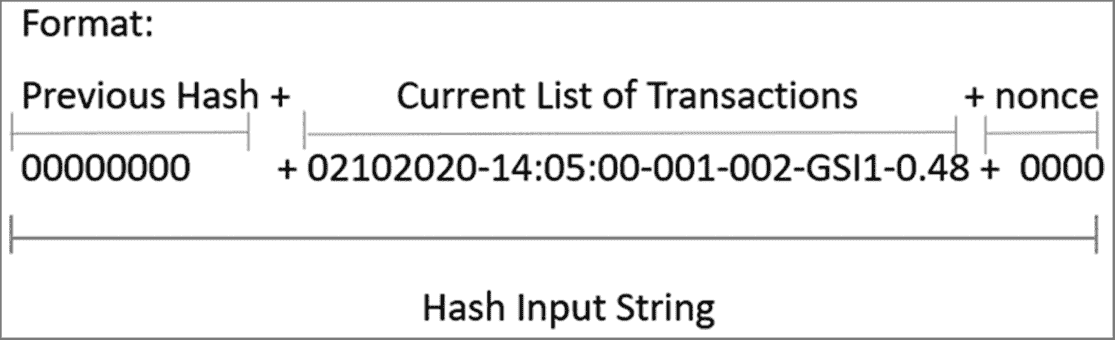 Format:
Previous Hash + Current List of Transactions + nonce
00000000 + 02102020-14:05:00-001-002-GSI1-0.48 + 0000
Hash Input String